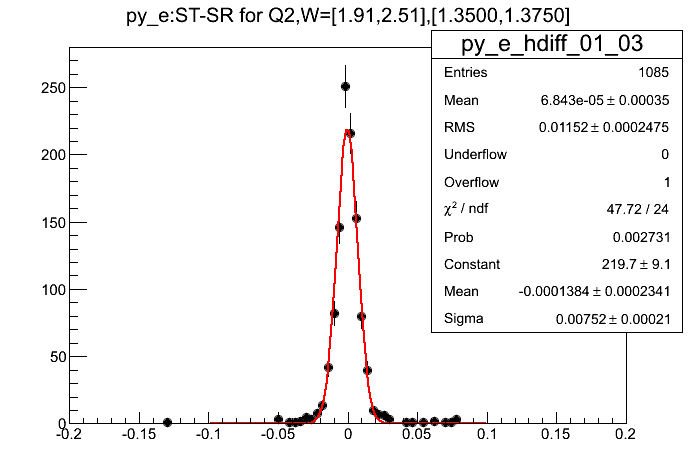 py_e:ST-SR for Q2,W=[1.91,2.51],[1.3500,1.3750]
py_e_hdiff_01_03
Entries 1085
Mean 6.843e-05 ± 0.00035
RMS 0.01152 ± 0.0002475
Underflow 0
Overflow 1
χ² / ndf 47.72 / 24
Prob 0.002731
Constant 219.7 ± 9.1
Mean -0.0001384 ± 0.0002341
Sigma 0.00752 ± 0.00021
250
200
150
100
50
0
-0.2 -0.15 -0.1 -0.05 0 0.05 0.1 0.15 0.2